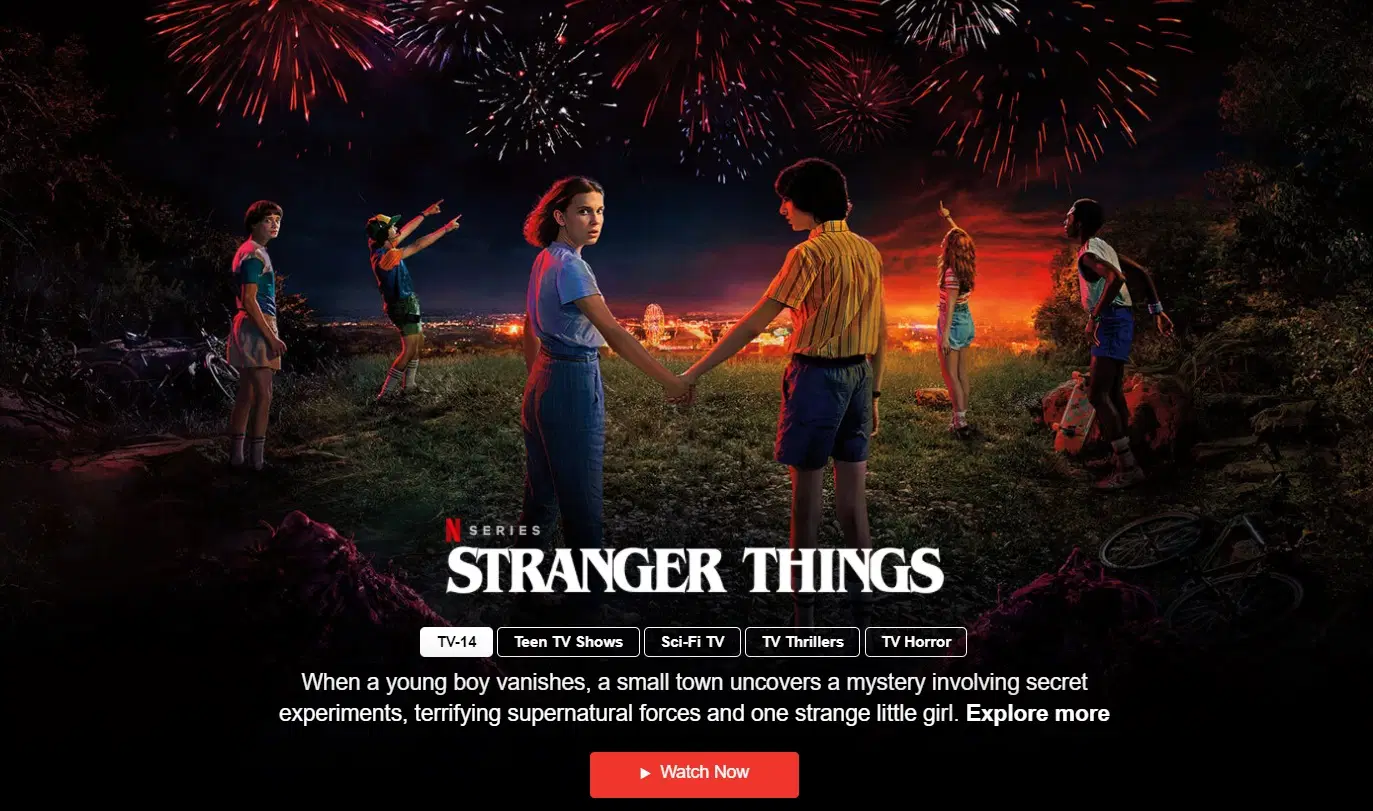 N SERIES
STRANGER THINGS
TV-14 Teen TV Shows Sci-Fi TV TV Thrillers TV Horror
When a young boy vanishes, a small town uncovers a mystery involving secret
experiments, terrifying supernatural forces and one strange little girl. Explore more
Watch Now